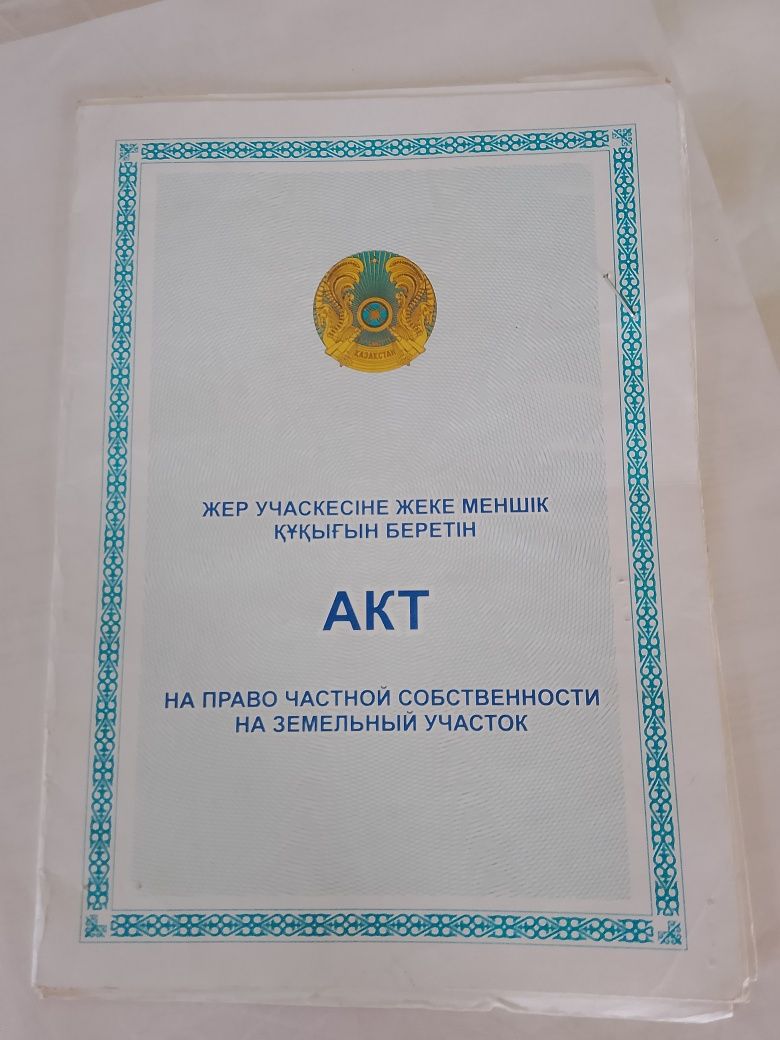 ҚАЗАҚСТАН
ЖЕР УЧАСКЕСІНЕ ЖЕКЕ МЕНШІК
ҚҰҚЫҒЫН БЕРЕТІН
АКТ
НА ПРАВО ЧАСТНОЙ СОБСТВЕННОСТИ
НА ЗЕМЕЛЬНЫЙ УЧАСТОК